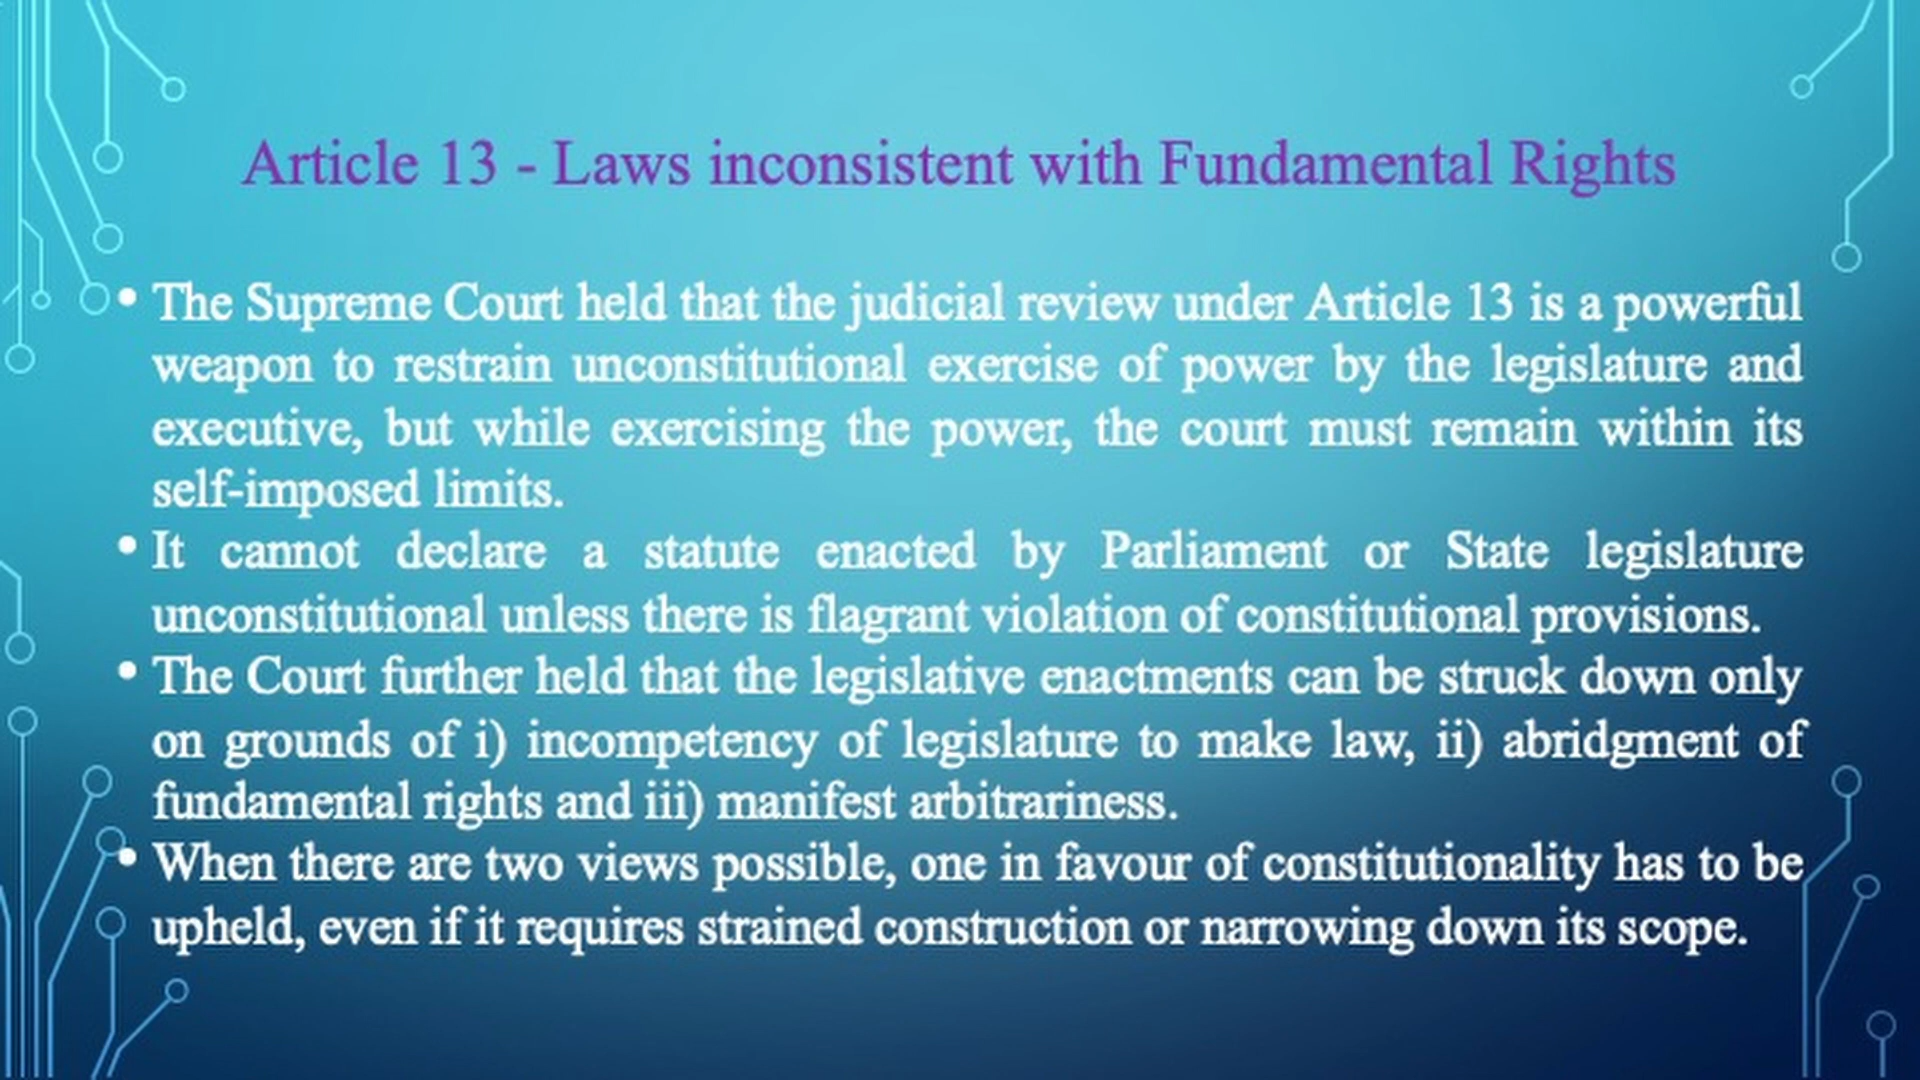 Article 13 - Laws inconsistent with Fundamental Rights
• The Supreme Court held that the judicial review under Article 13 is a powerful
weapon to restrain unconstitutional exercise of power by the legislature and
executive, but while exercising the power, the court must remain within its
self-imposed limits.
• It cannot declare a statute enacted by Parliament or State legislature
unconstitutional unless there is flagrant violation of constitutional provisions.
• The Court further held that the legislative enactments can be struck down only
on grounds of i) incompetency of legislature to make law, ii) abridgment of
fundamental rights and iii) manifest arbitrariness.
• When there are two views possible, one in favour of constitutionality has to be
upheld, even if it requires strained construction or narrowing down its scope.